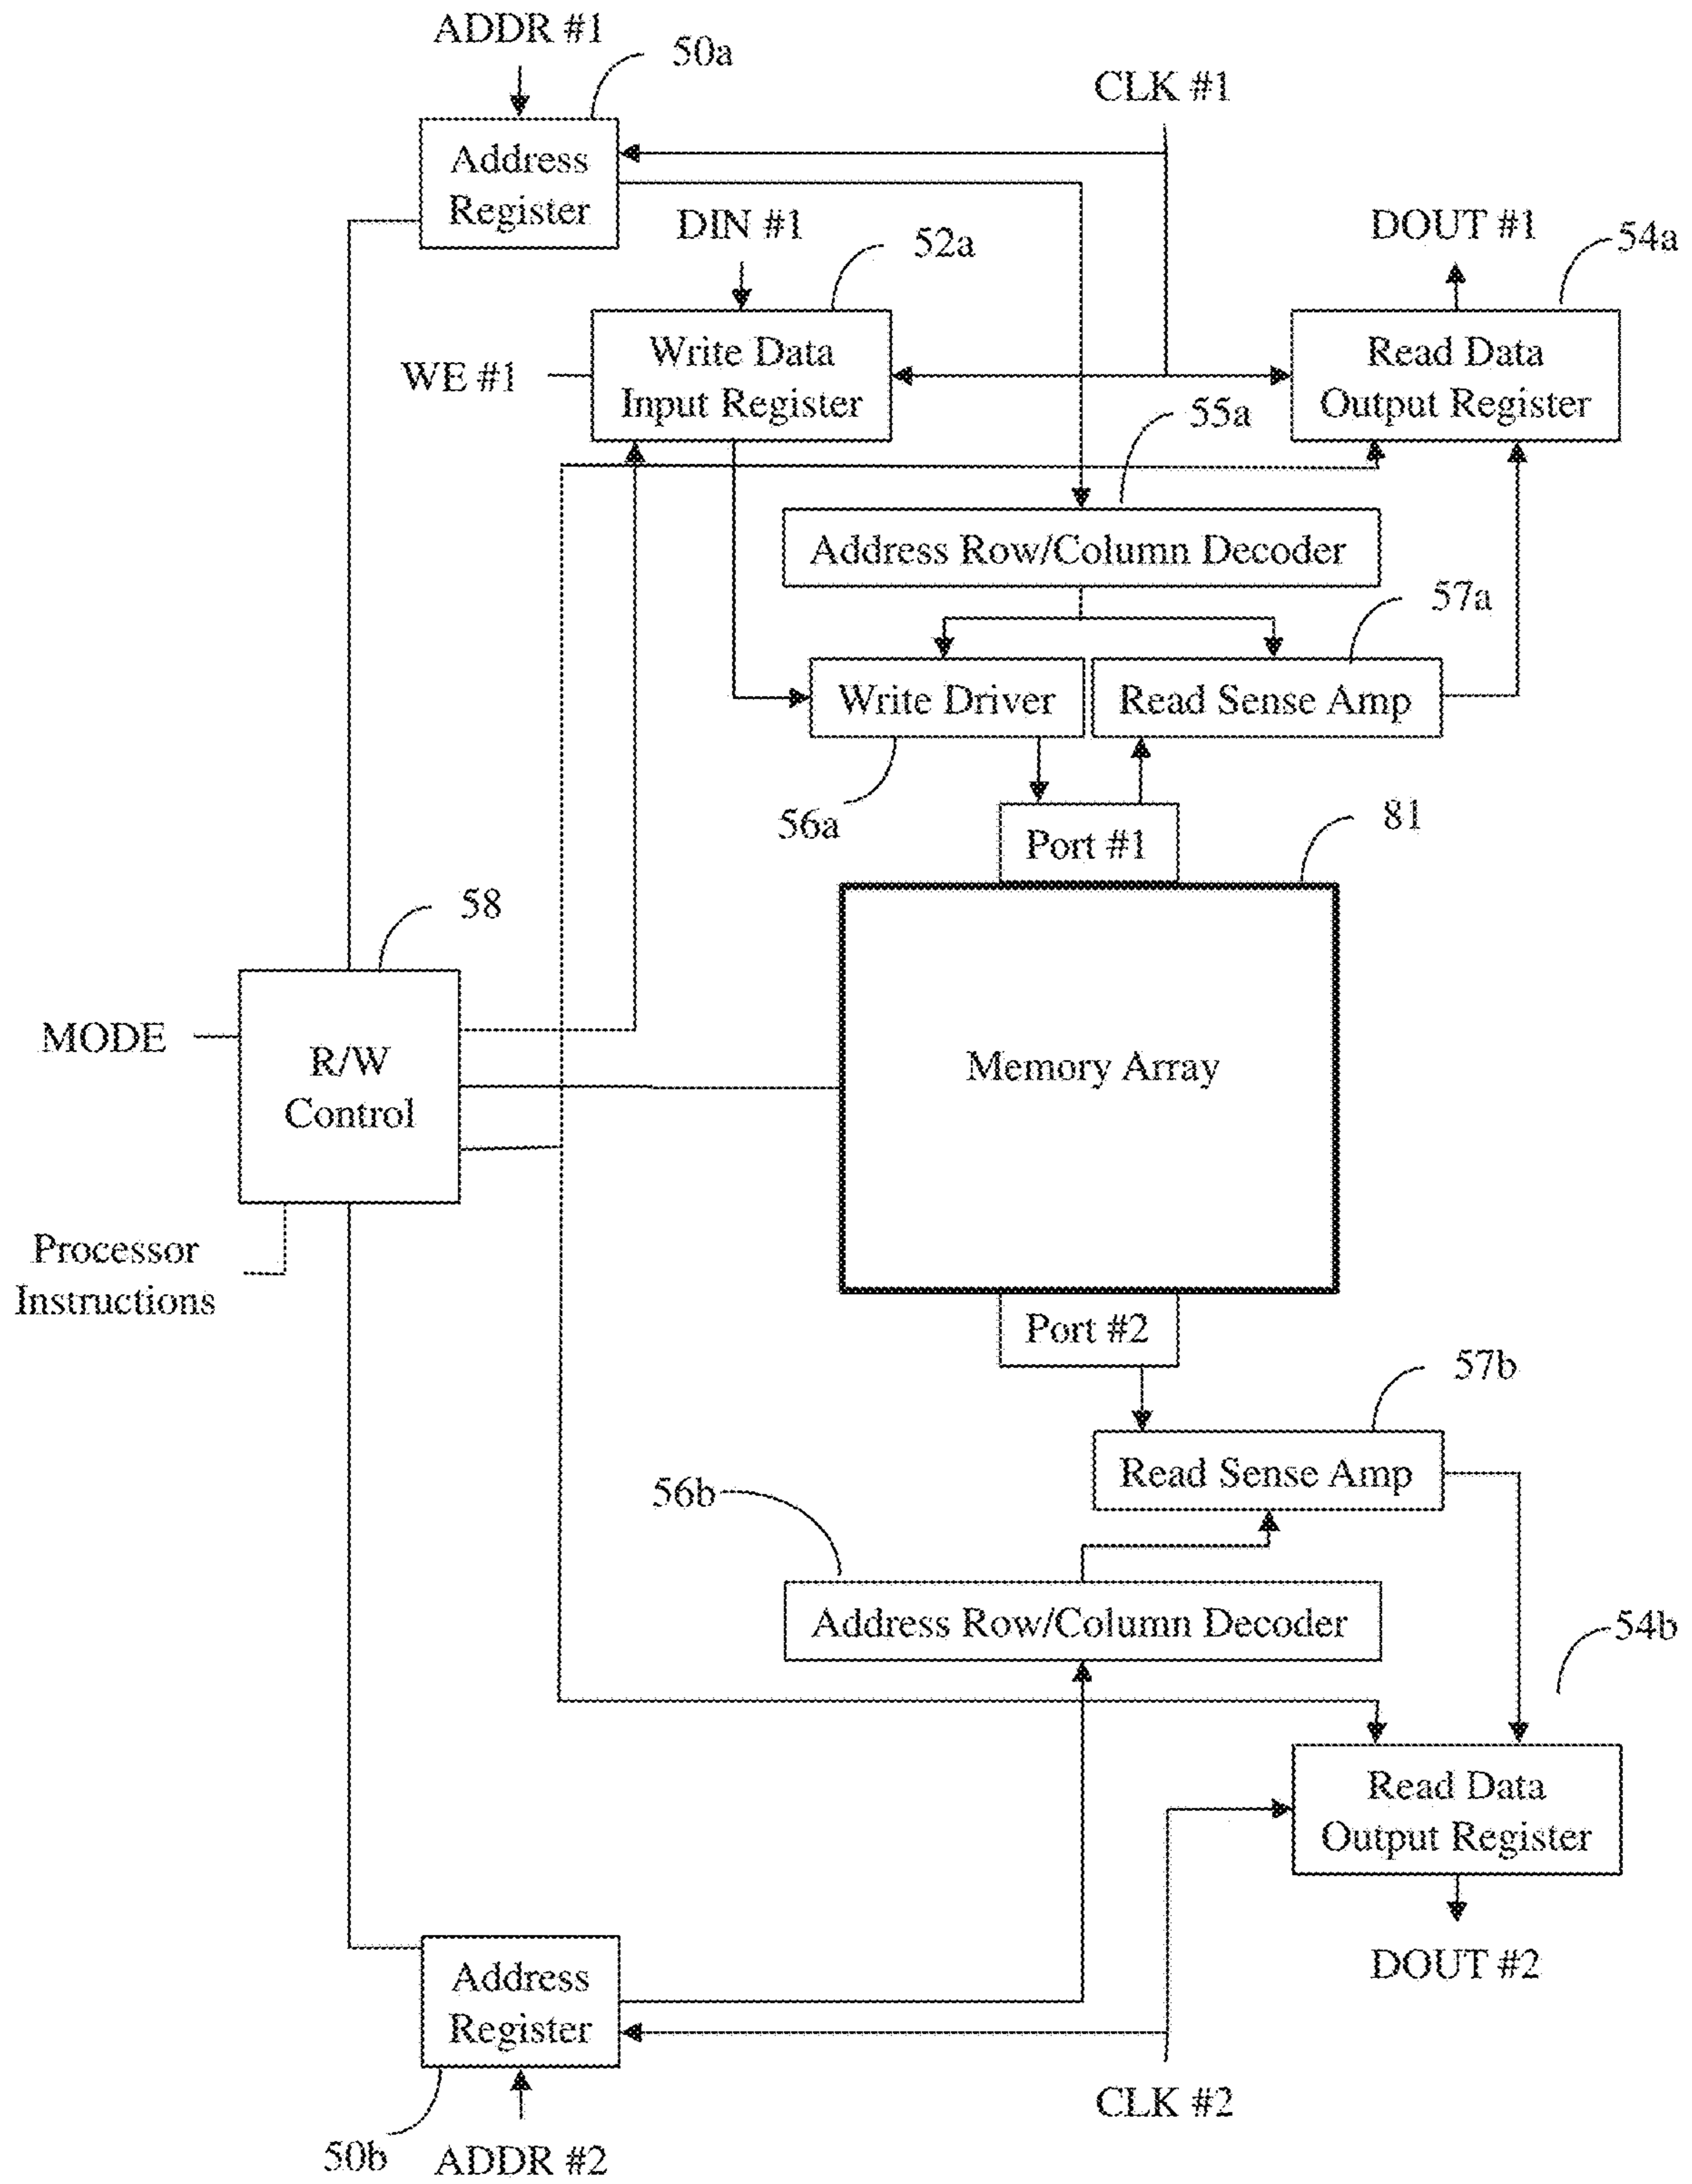 ADDR #1
50a
CLK #1
Address
Register
DIN #1
52a
DOUT #1
54a
WE #1
Write Data
Input Register
Read Data
Output Register
55a
Address Row/Column Decoder
57a
Write Driver
Read Sense Amp
56a
Port #1
81
58
MODE
R/W
Control
Memory Array
Processor
Instructions
Port #2
57b
Read Sense Amp
56b
Address Row/Column Decoder
54b
Read Data
Output Register
DOUT #2
Address
Register
CLK #2
50b
ADDR #2